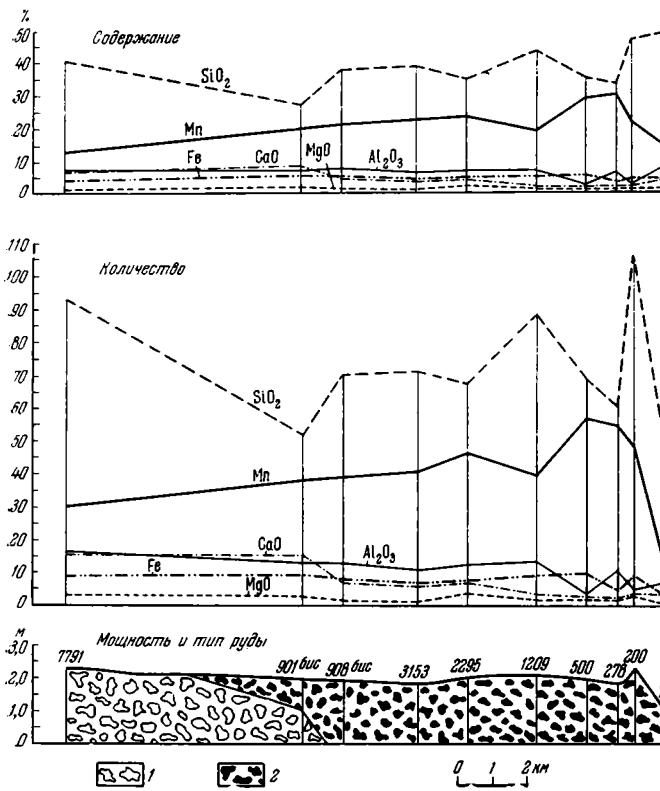 %
Содержание
50
40
SiO₂
30
20
Mn
MgO
10
Fe
CaO
Al₂O₃
0
110
Количество
100
90
80
70
60
SiO₂
50
40
Mn
30
20
CaO
Al₂O₃
10
Fe
MgO
0
м
Мощность и тип руды
3,0
7791
901 бис
908 бис
3153
2295
1209
500
278
200
2,0
1,0
0
1
2
0 1 2 км